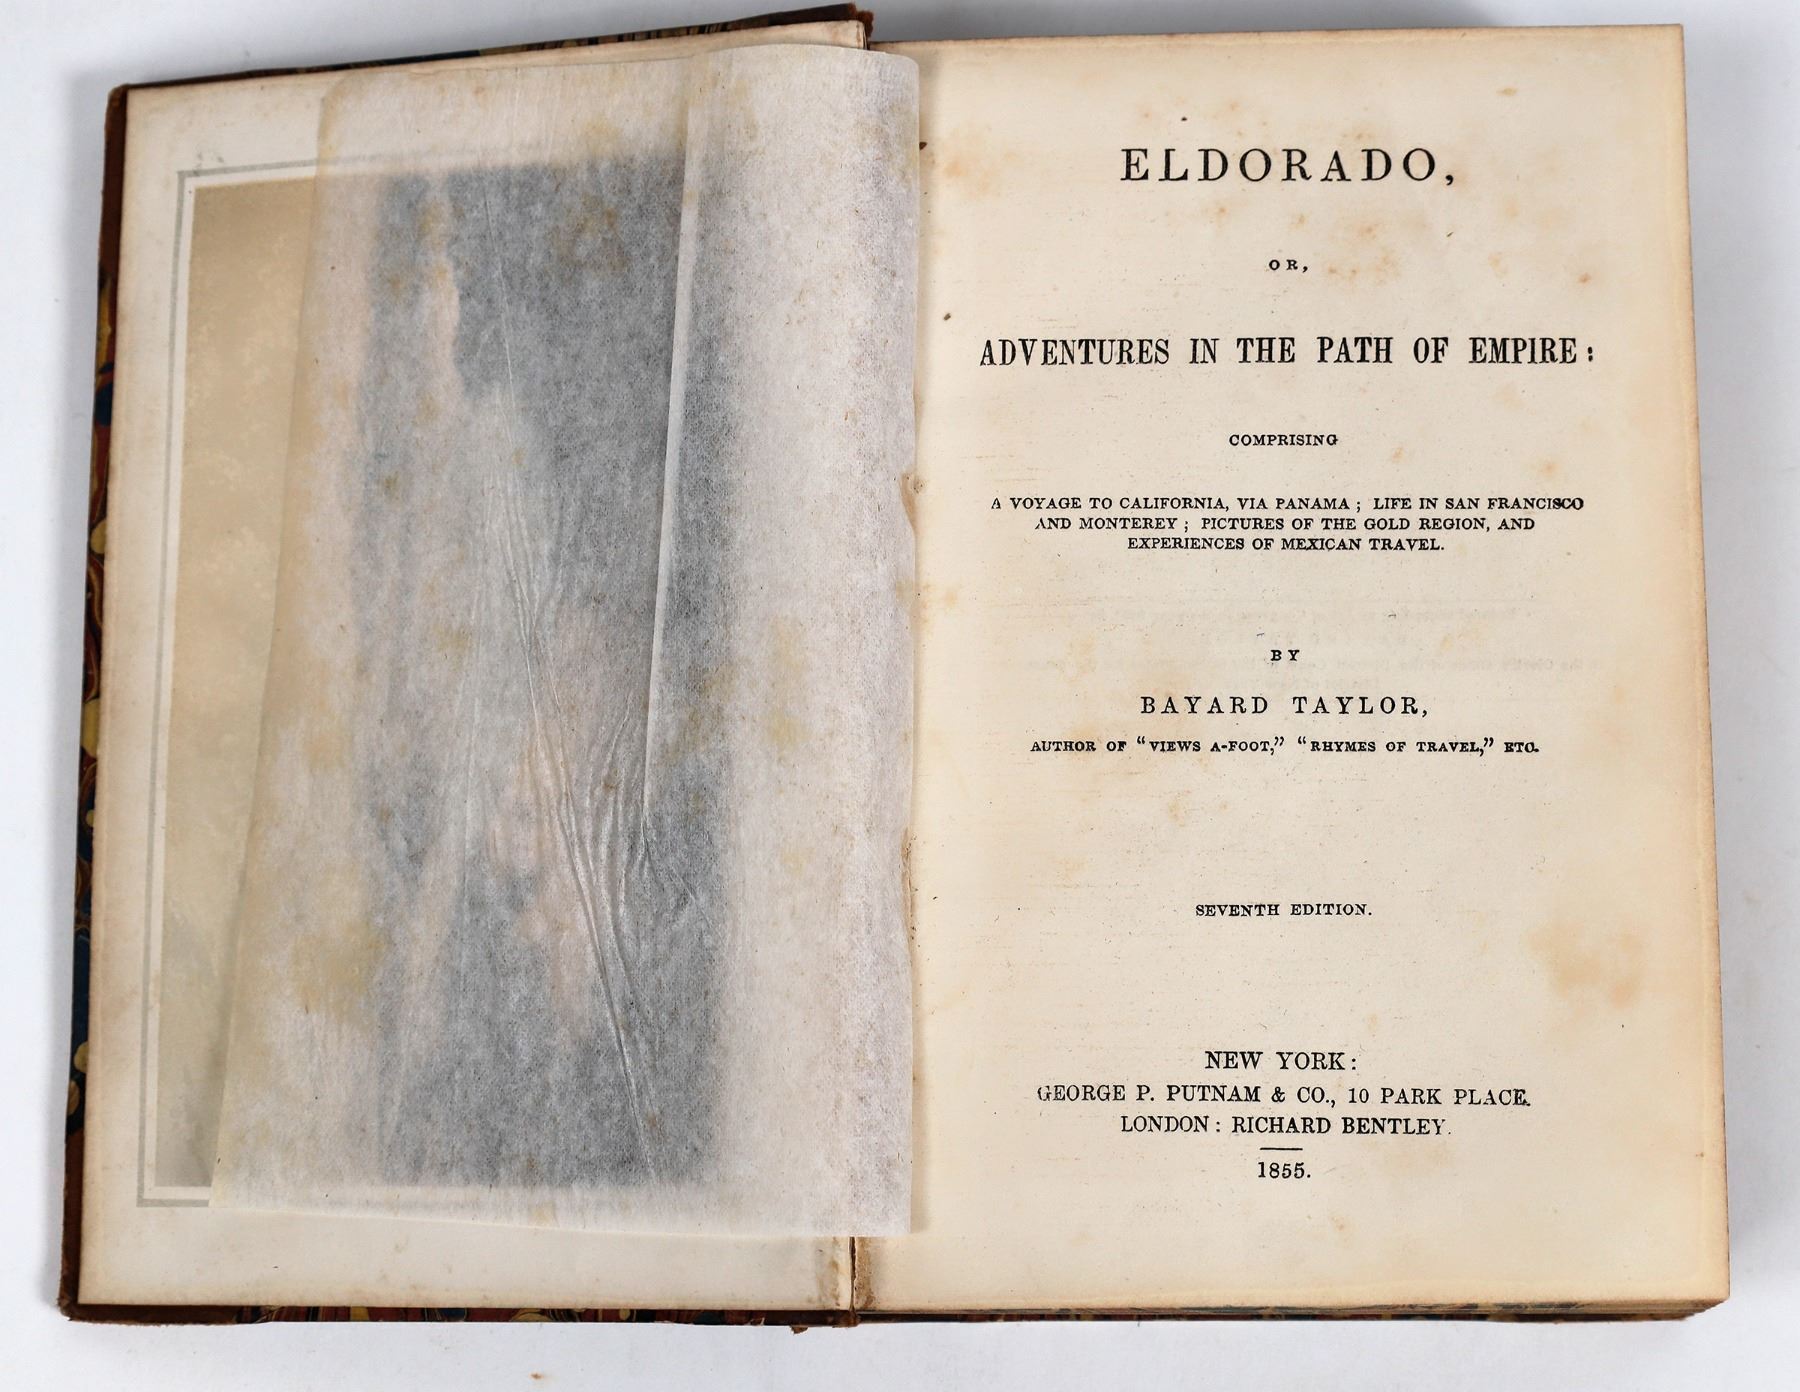 ELDORADO,
OR,
ADVENTURES IN THE PATH OF EMPIRE:
COMPRISING
A VOYAGE TO CALIFORNIA, VIA PANAMA; LIFE IN SAN FRANCISCO
AND MONTEREY; PICTURES OF THE GOLD REGION, AND
EXPERIENCES OF MEXICAN TRAVEL.
BY
BAYARD TAYLOR,
AUTHOR OF "VIEWS A-FOOT," "RHYMES OF TRAVEL," ETC.
SEVENTH EDITION.
NEW YORK:
GEORGE P. PUTNAM & CO., 10 PARK PLACE.
LONDON: RICHARD BENTLEY.
1855.